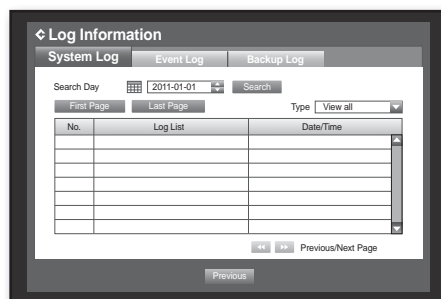 Log Information
System Log Event Log Backup Log
Search Day 2011-01-01 Search
First Page Last Page Type View all
No. Log List Date/Time
Previous/Next Page
Previous